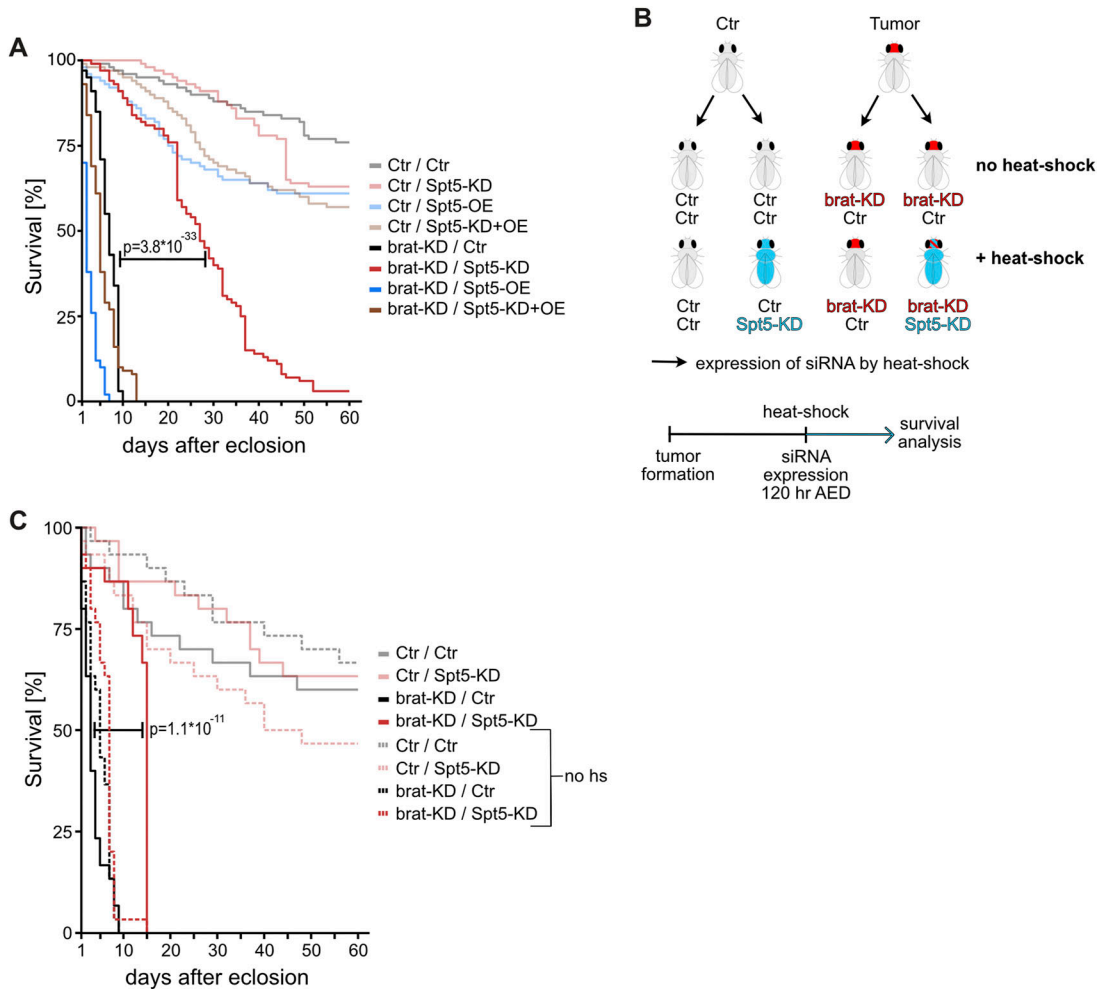 A
Survival [%]
100
75
50
25
0
1
10
20
30
40
50
60
days after eclosion
p=3.8*10-33
Ctr / Ctr
Ctr / Spt5-KD
Ctr / Spt5-OE
Ctr / Spt5-KD+OE
brat-KD / Ctr
brat-KD / Spt5-KD
brat-KD / Spt5-OE
brat-KD / Spt5-KD+OE
B
Ctr
Tumor
no heat-shock
Ctr
Ctr
Ctr
Ctr
brat-KD
Ctr
brat-KD
Ctr
+ heat-shock
Ctr
Ctr
Ctr
Spt5-KD
brat-KD
Ctr
brat-KD
Spt5-KD
expression of siRNA by heat-shock
heat-shock
tumor
formation
siRNA
expression
120 hr AED
survival
analysis
C
Survival [%]
100
75
50
25
0
1
10
20
30
40
50
60
days after eclosion
p=1.1*10-11
Ctr / Ctr
Ctr / Spt5-KD
brat-KD / Ctr
brat-KD / Spt5-KD
Ctr / Ctr
Ctr / Spt5-KD
brat-KD / Ctr
brat-KD / Spt5-KD
no hs